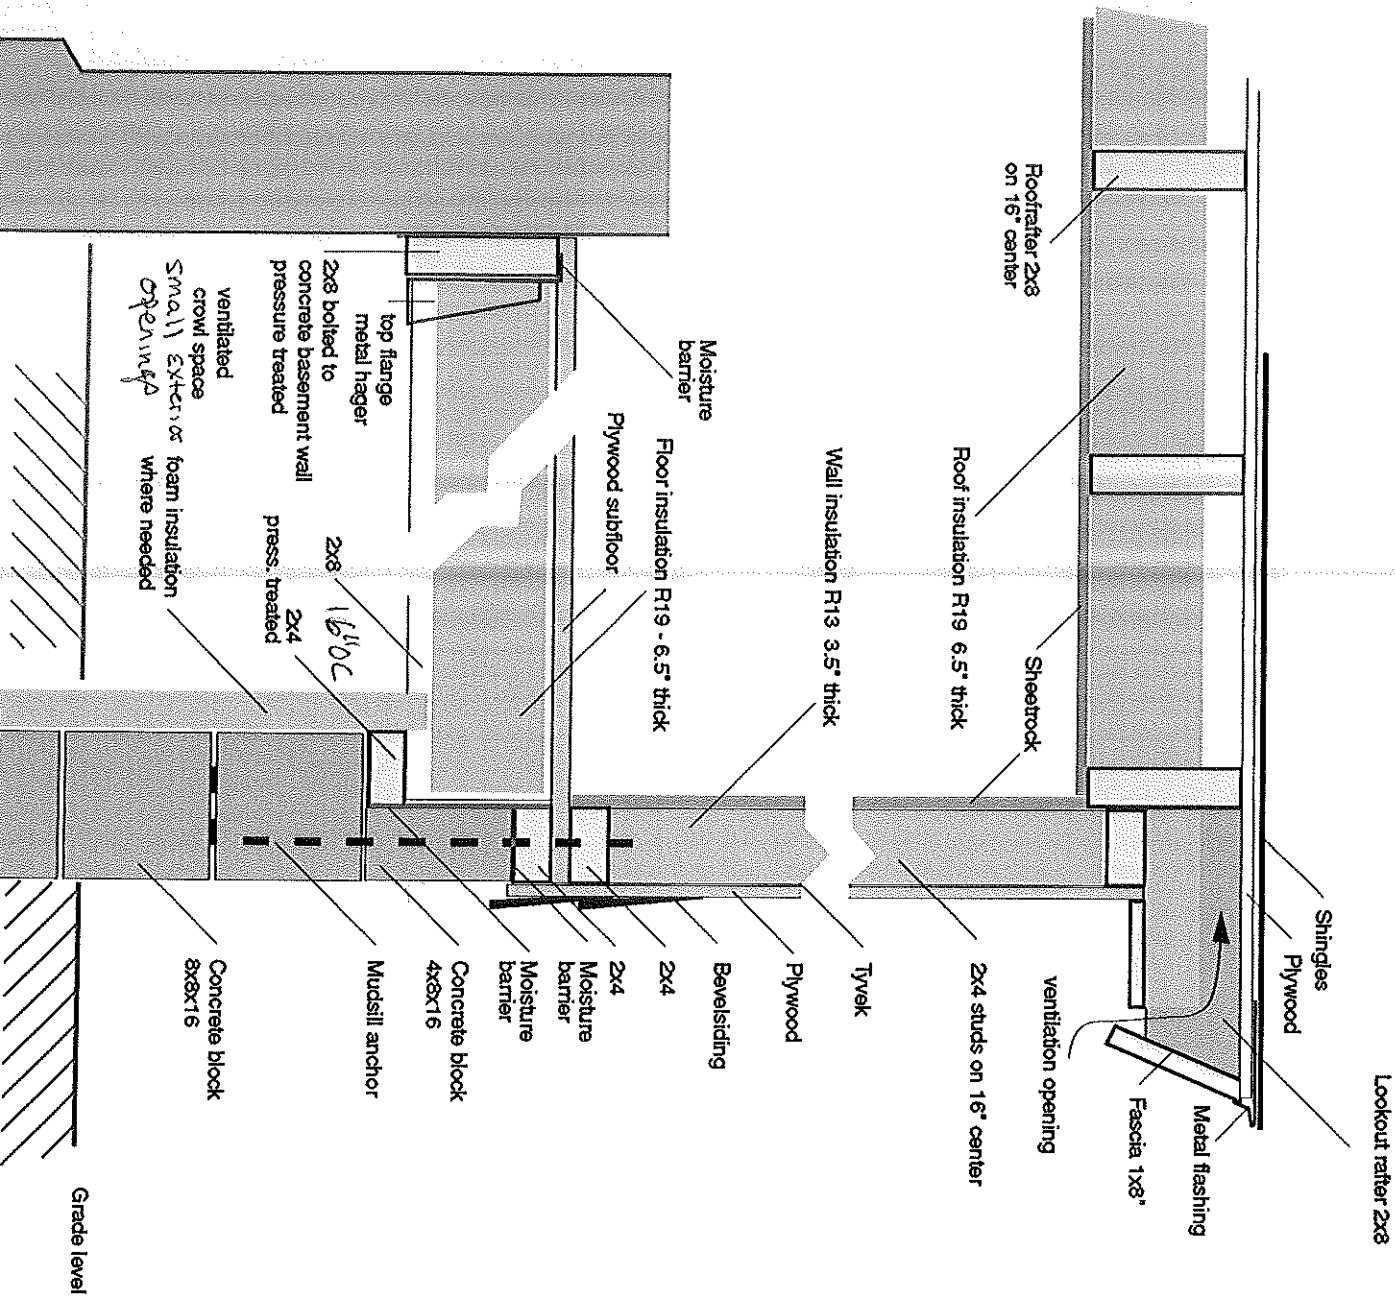 Lookout rafter 2x8
Shingles
Plywood
Metal flashing
Fascia 1x8"
Roofrafter 2x8
on 16" center
ventilation opening
Roof insulation R19  6.5" thick
Sheetrock
2x4 studs on 16" center
Wall insulation R13  3.5" thick
Tyvek
Plywood
Moisture
barrier
Floor insulation R19 - 6.5" thick
Plywood subfloor
Bevelsiding
2x4
2x4
Moisture
barrier
Moisture
barrier
top flange
metal hager
2x8 bolted to
concrete basement wall
pressure treated
2x8
16"OC
2x4
press. treated
Concrete block
4x8x16
Mudsill anchor
ventilated
crowl space
small exterior
openings
foam insulation
where needed
Concrete block
8x8x16
Grade level